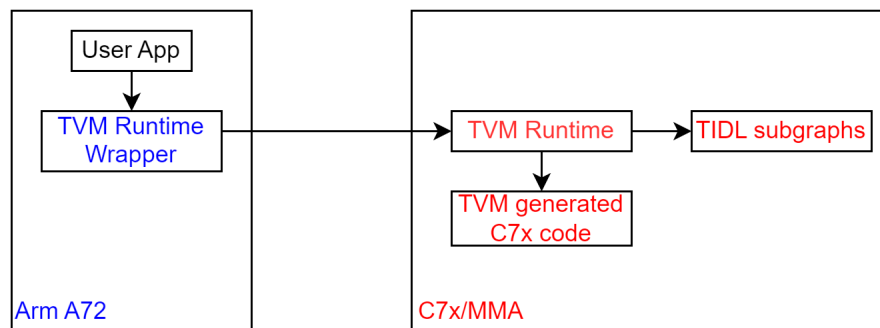 User App
TVM Runtime
Wrapper
Arm A72
TVM Runtime
TIDL subgraphs
TVM generated
C7x code
C7x/MMA